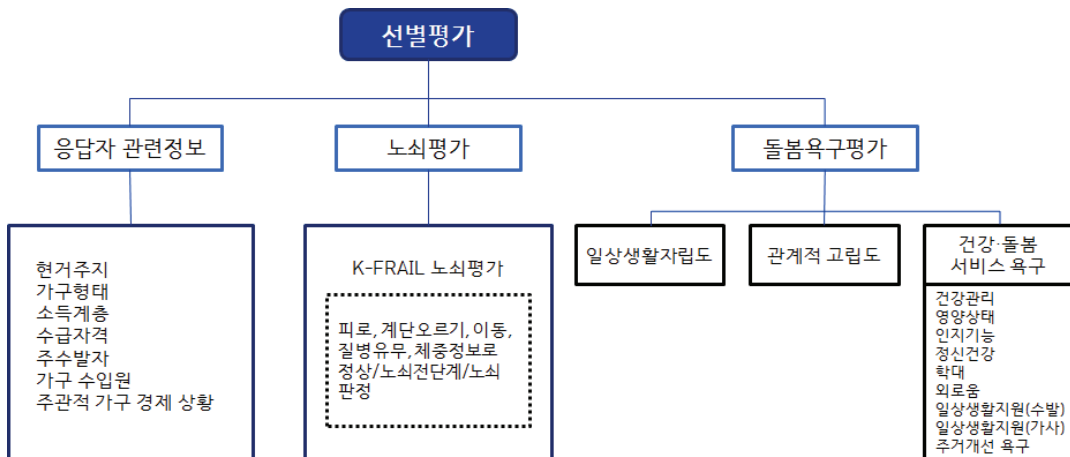 선별평가
응답자 관련정보
노쇠평가
돌봄욕구평가
현거주지
가구형태
소득계층
수급자격
주수발자
가구 수입원
주관적 가구 경제 상황
K-FRAIL 노쇠평가
피로, 계단오르기, 이동,
질병유무, 체중정보로
정상/노쇠전단계/노쇠
판정
일상생활자립도
관계적 고립도
건강·돌봄
서비스 욕구
건강관리
영양상태
인지기능
정신건강
학대
외로움
일상생활지원(수발)
일상생활지원(가사)
주거개선 욕구